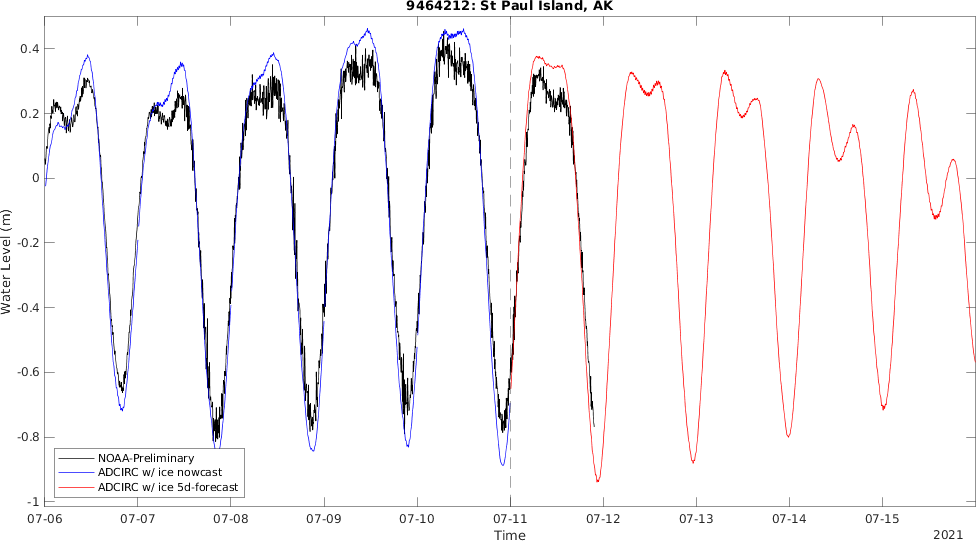 9464212: St Paul Island, AK
Water Level (m)
0.4
0.2
0
-0.2
-0.4
-0.6
-0.8
-1
NOAA-Preliminary
ADCIRC w/ ice nowcast
ADCIRC w/ ice 5d-forecast
07-06 07-07 07-08 07-09 07-10 07-11 07-12 07-13 07-14 07-15
Time
2021